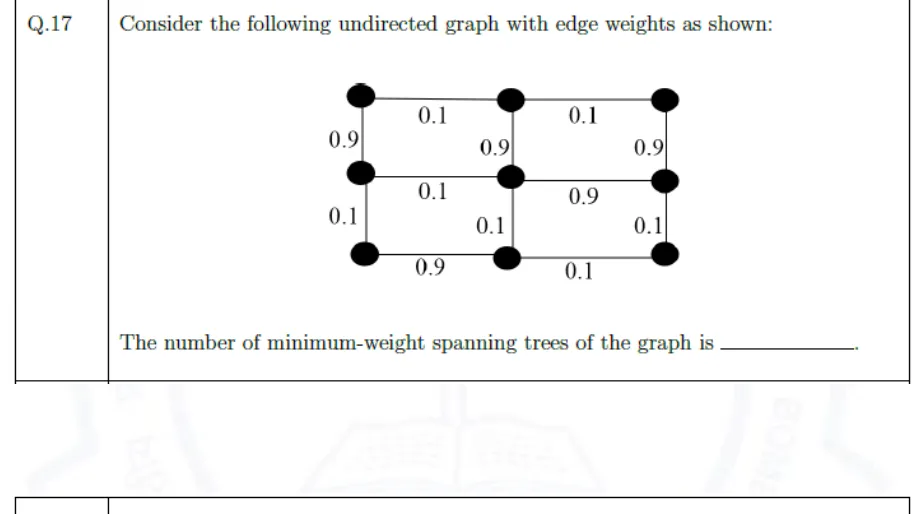 Q.17 Consider the following undirected graph with edge weights as shown:
0.1 0.1
0.9 0.9 0.9
0.1 0.9
0.1 0.1 0.1
0.9 0.1
The number of minimum-weight spanning trees of the graph is ____________.